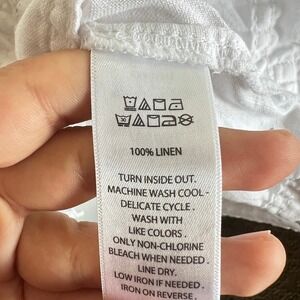 100% LINEN
TURN INSIDE OUT.
MACHINE WASH COOL -
DELICATE CYCLE .
WASH WITH
LIKE COLORS .
ONLY NON-CHLORINE
BLEACH WHEN NEEDED .
LINE DRY.
LOW IRON IF NEEDED .
IRON ON REVERSE .